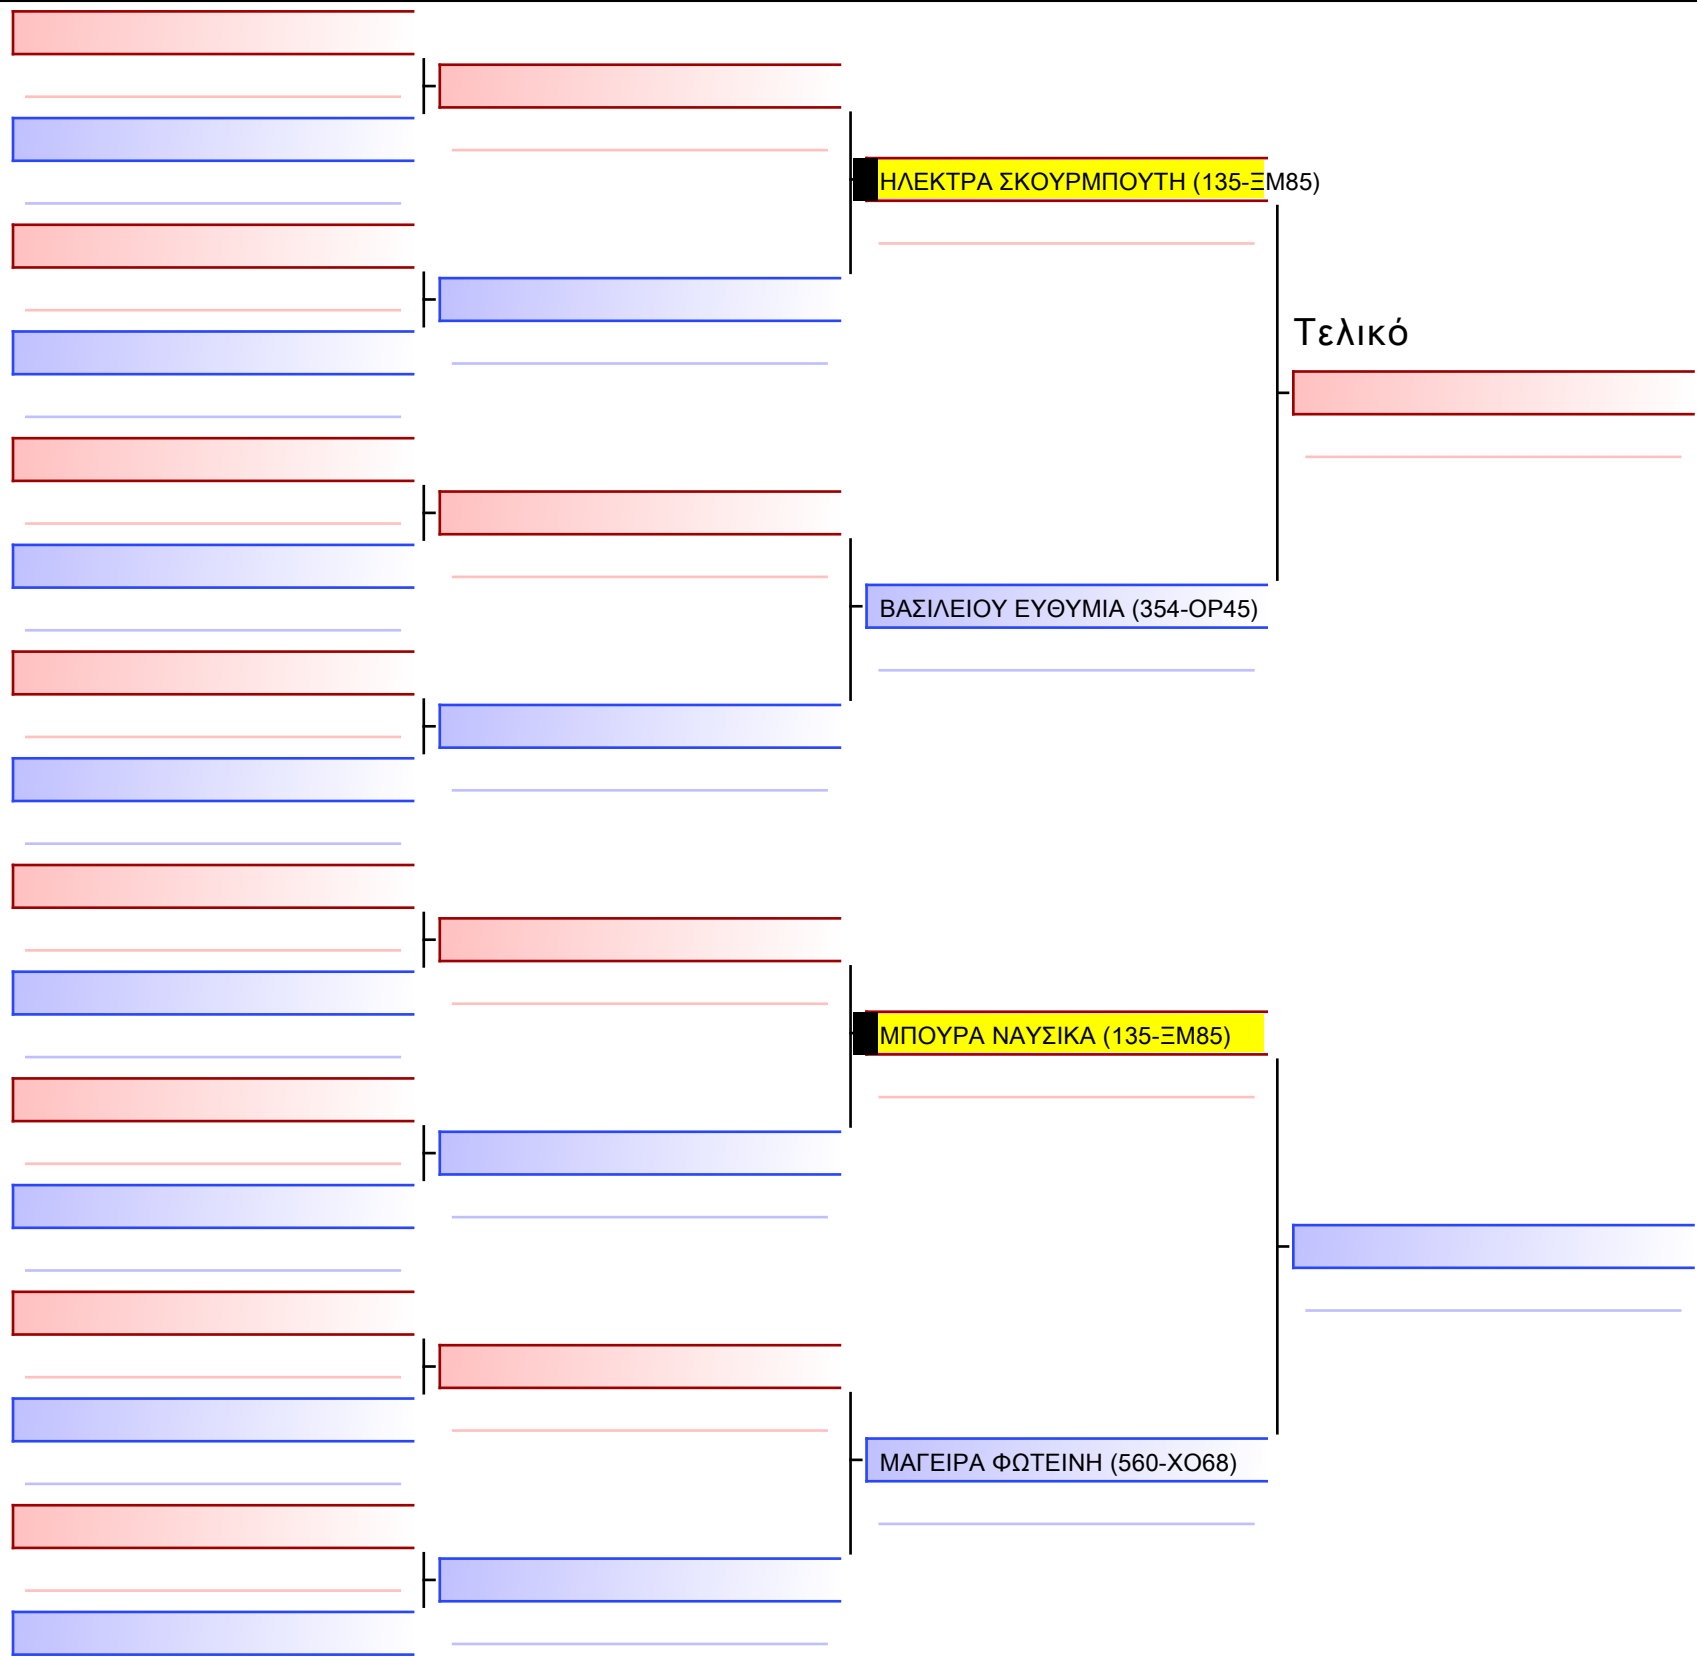 ΗΛΕΚΤΡΑ ΣΚΟΥΡΜΠΟΥΤΗ (135-ΞΜ85)
Τελικό
ΒΑΣΙΛΕΙΟΥ ΕΥΘΥΜΙΑ (354-ΟΡ45)
ΜΠΟΥΡΑ ΝΑΥΣΙΚΑ (135-ΞΜ85)
ΜΑΓΕΙΡΑ ΦΩΤΕΙΝΗ (560-ΧΟ68)